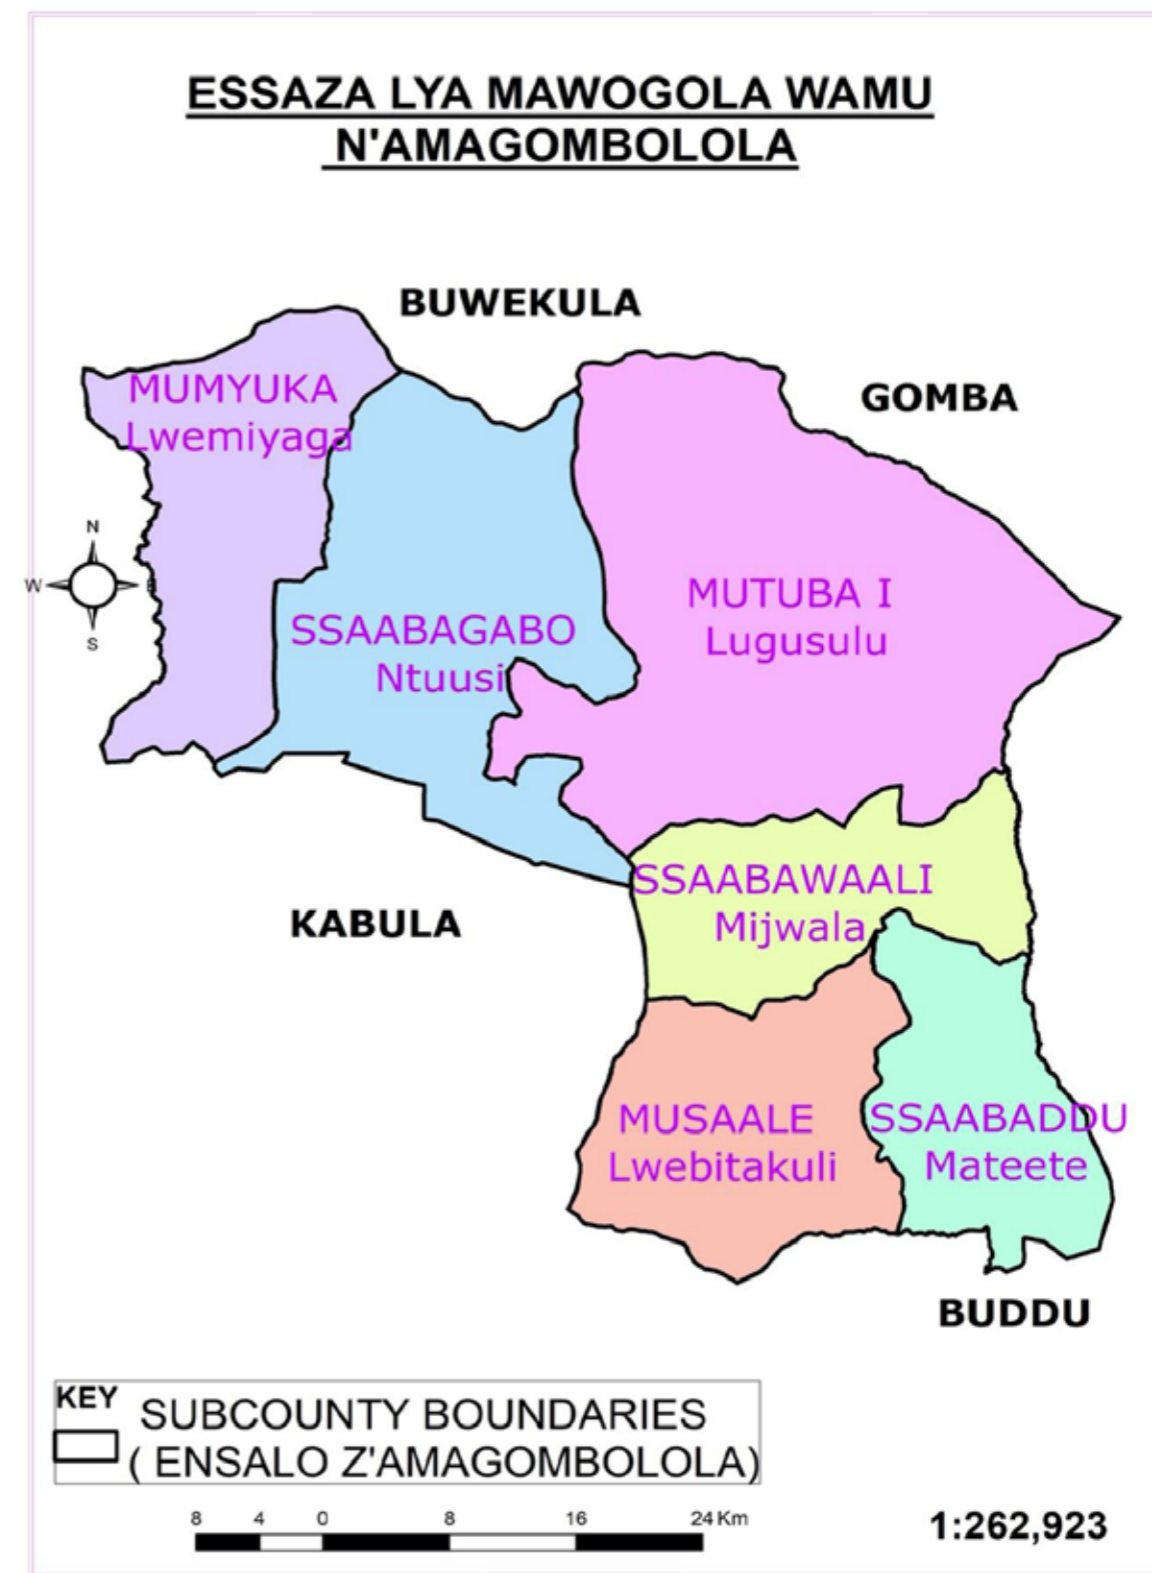 ESSAZA LYA MAWOGOLA WAMU
N'AMAGOMBOLOLA
BUWEKULA
GOMBA
MUMYUKA
Lwemiyaga
N
W
E
S
SSAABAGABO
Ntuusi
MUTUBA I
Lugusulu
SSAABAWAALI
Mijwala
KABULA
MUSAALE
Lwebitakuli
SSAABADDU
Mateete
BUDDU
KEY
SUBCOUNTY BOUNDARIES
( ENSALO Z'AMAGOMBOLOLA)
8 4 0 8 16 24 Km
1:262,923